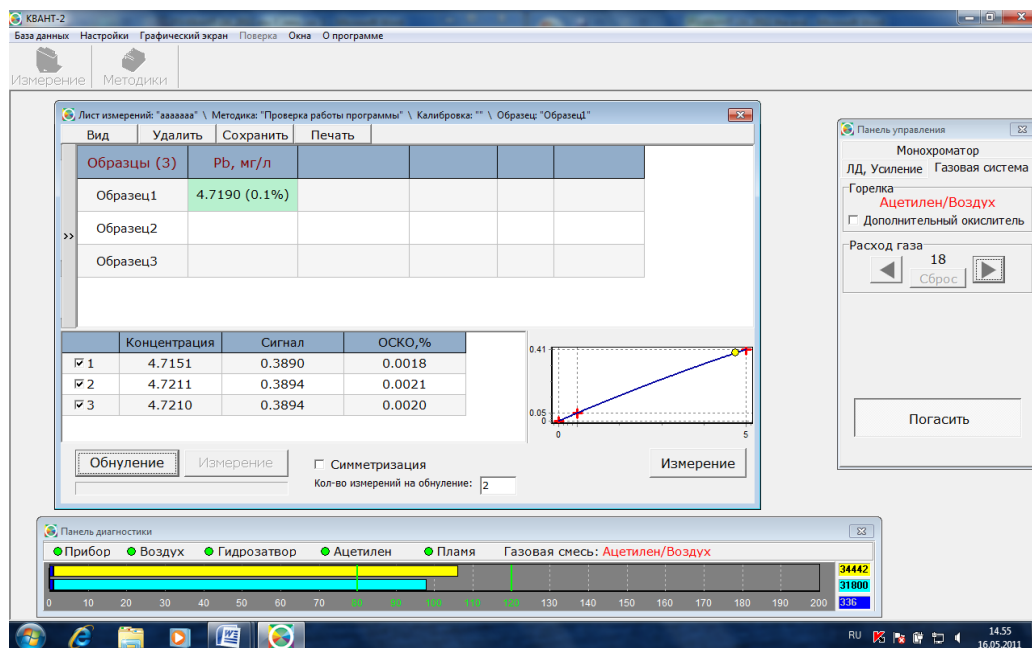 КВАНТ-2
База данных Настройки Графический экран Поверка Окна О программе
Измерение Методики
Лист измерений: "aaaaaaa" \ Методика: "Проверка работы программы" \ Калибровка: "" \ Образец: "Образец1"
Вид Удалить Сохранить Печать
Образцы (3) Pb, мг/л
Образец1 4.7190 (0.1%)
Образец2
>>
Образец3
Концентрация Сигнал ОСКО,%
1 4.7151 0.3890 0.0018
2 4.7211 0.3894 0.0021
3 4.7210 0.3894 0.0020
0.41
0.05
0
0 5
Обнуление Измерение Симметризация Измерение
Кол-во измерений на обнуление: 2
Панель управления
Монохроматор
ЛД, Усиление Газовая система
Горелка
Ацетилен/Воздух
Дополнительный окислитель
Расход газа
18
Сброс
Погасить
Панель диагностики
Прибор Воздух Гидрозатвор Ацетилен Пламя Газовая смесь: Ацетилен/Воздух
34442
31800
0 10 20 30 40 50 60 70 80 90 100 110 120 130 140 150 160 170 180 190 200 336
RU 14.55
16.05.2011